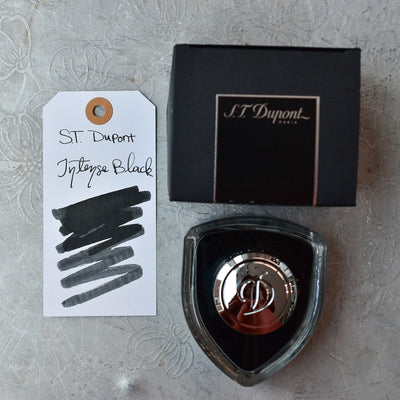 S.T. Dupont
Intense Black
S.T. Dupont
PARIS
D